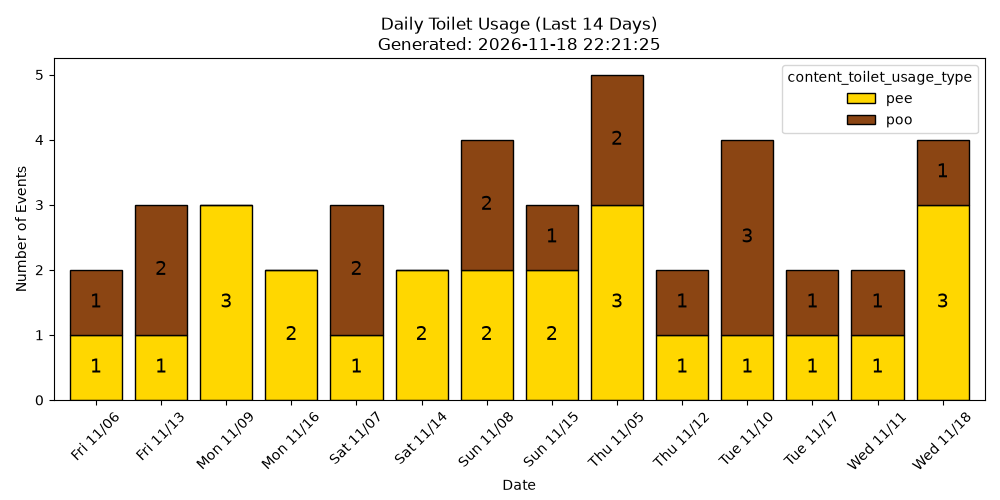 Daily Toilet Usage (Last 14 Days)
Generated: 2026-11-18 22:21:25
content_toilet_usage_type
pee
poo
Number of Events
5
4
3
2
1
0
1 2 2 2 1 2 1 3 1 1 1
1 1 3 2 1 2 2 2 3 1 1 1 1 3
Fri 11/06
Fri 11/13
Mon 11/09
Mon 11/16
Sat 11/07
Sat 11/14
Sun 11/08
Sun 11/15
Thu 11/05
Thu 11/12
Tue 11/10
Tue 11/17
Wed 11/11
Wed 11/18
Date